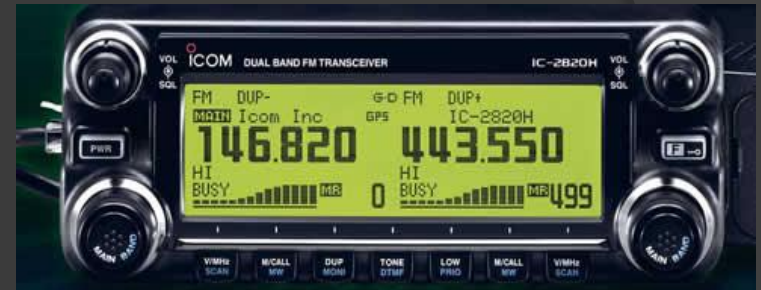 VOL
SQL
ICOM DUAL BAND FM TRANSCEIVER IC-2820H
VOL
SQL
FM DUP- G-D FM DUP+
MAIN Icom Inc GPS IC-2820H
146.820 443.550
HI HI
BUSY MR 0 BUSY MR 499
PWR
F
MAIN BAND
MAIN BAND
V/MHz M/CALL DUP TONE LOW M/CALL V/MHz
SCAN MW MONI DTMF PRIO MW SCAN